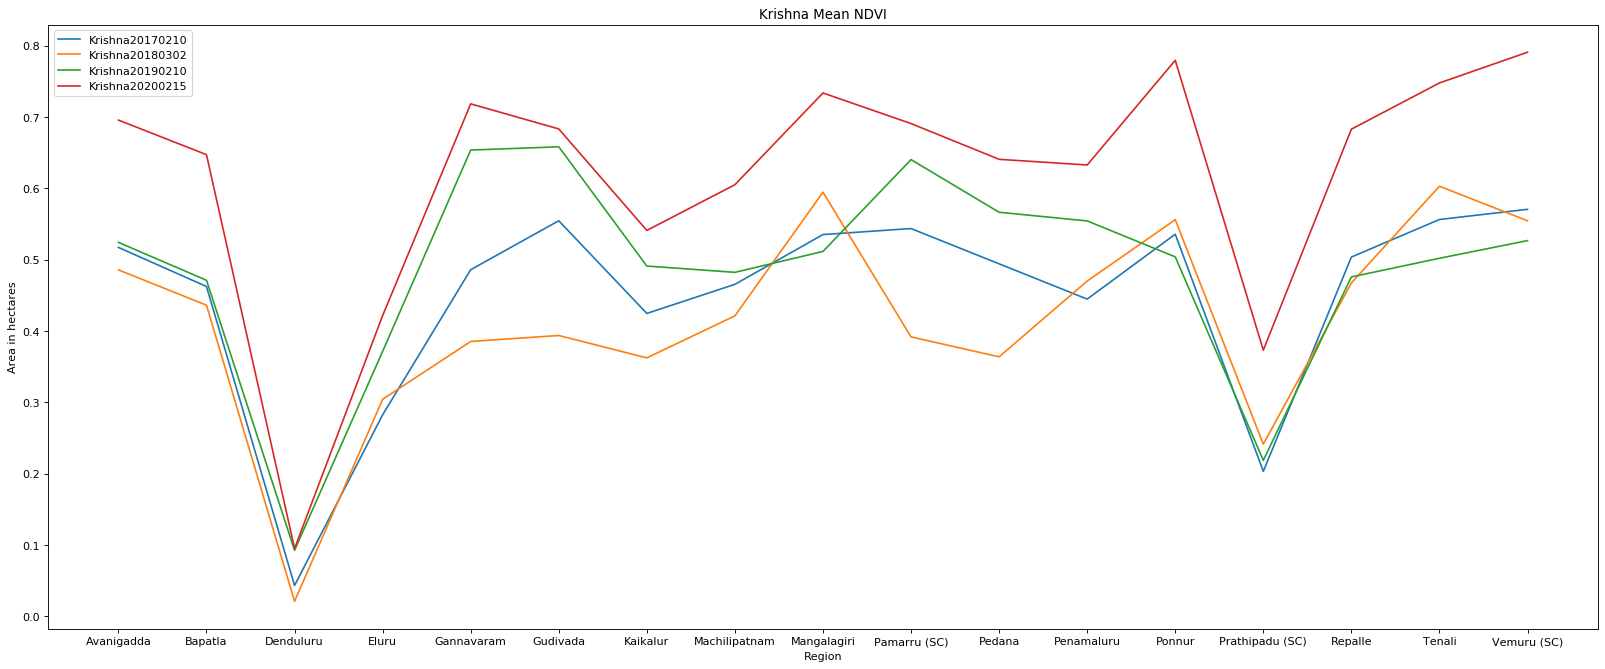 Krishna Mean NDVI
Krishna20170210
Krishna20180302
Krishna20190210
Krishna20200215
Area in hectares
0.8
0.7
0.6
0.5
0.4
0.3
0.2
0.1
0.0
Avanigadda Bapatla Denduluru Eluru Gannavaram Gudivada Kaikalur Machilipatnam Mangalagiri Pamarru (SC) Pedana Penamaluru Ponnur Prathipadu (SC) Repalle Tenali Vemuru (SC)
Region